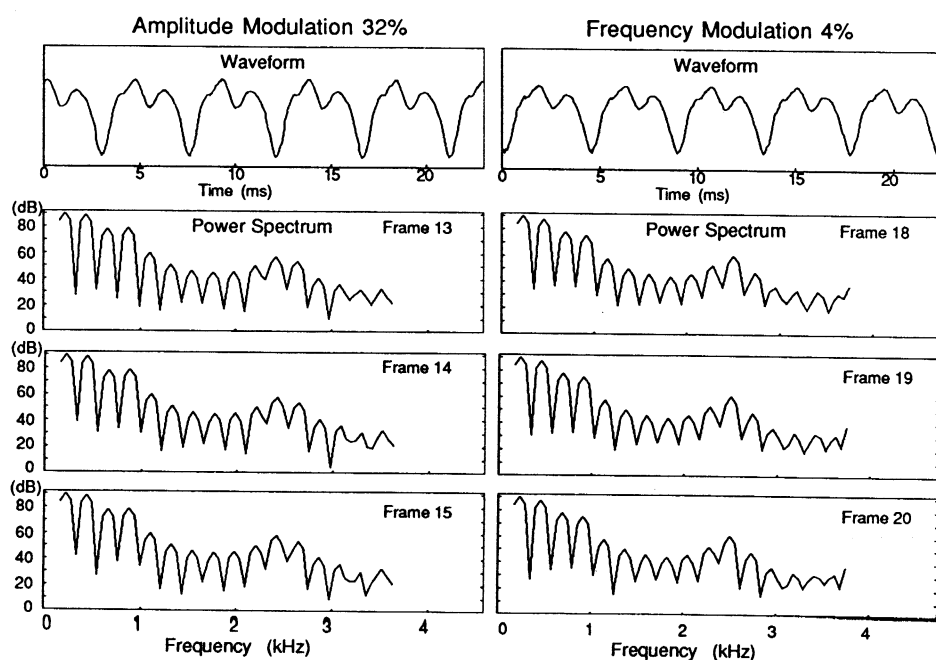 Amplitude Modulation 32%
Frequency Modulation 4%
Waveform
Waveform
0 5 10 15 20
Time (ms)
0 5 10 15 20
Time (ms)
(dB)
80
60
40
20
0
Power Spectrum
Frame 13
Power Spectrum
Frame 18
(dB)
80
60
40
20
0
Frame 14
Frame 19
(dB)
80
60
40
20
0
Frame 15
Frame 20
0 1 2 3 4
Frequency (kHz)
0 1 2 3 4
Frequency (kHz)